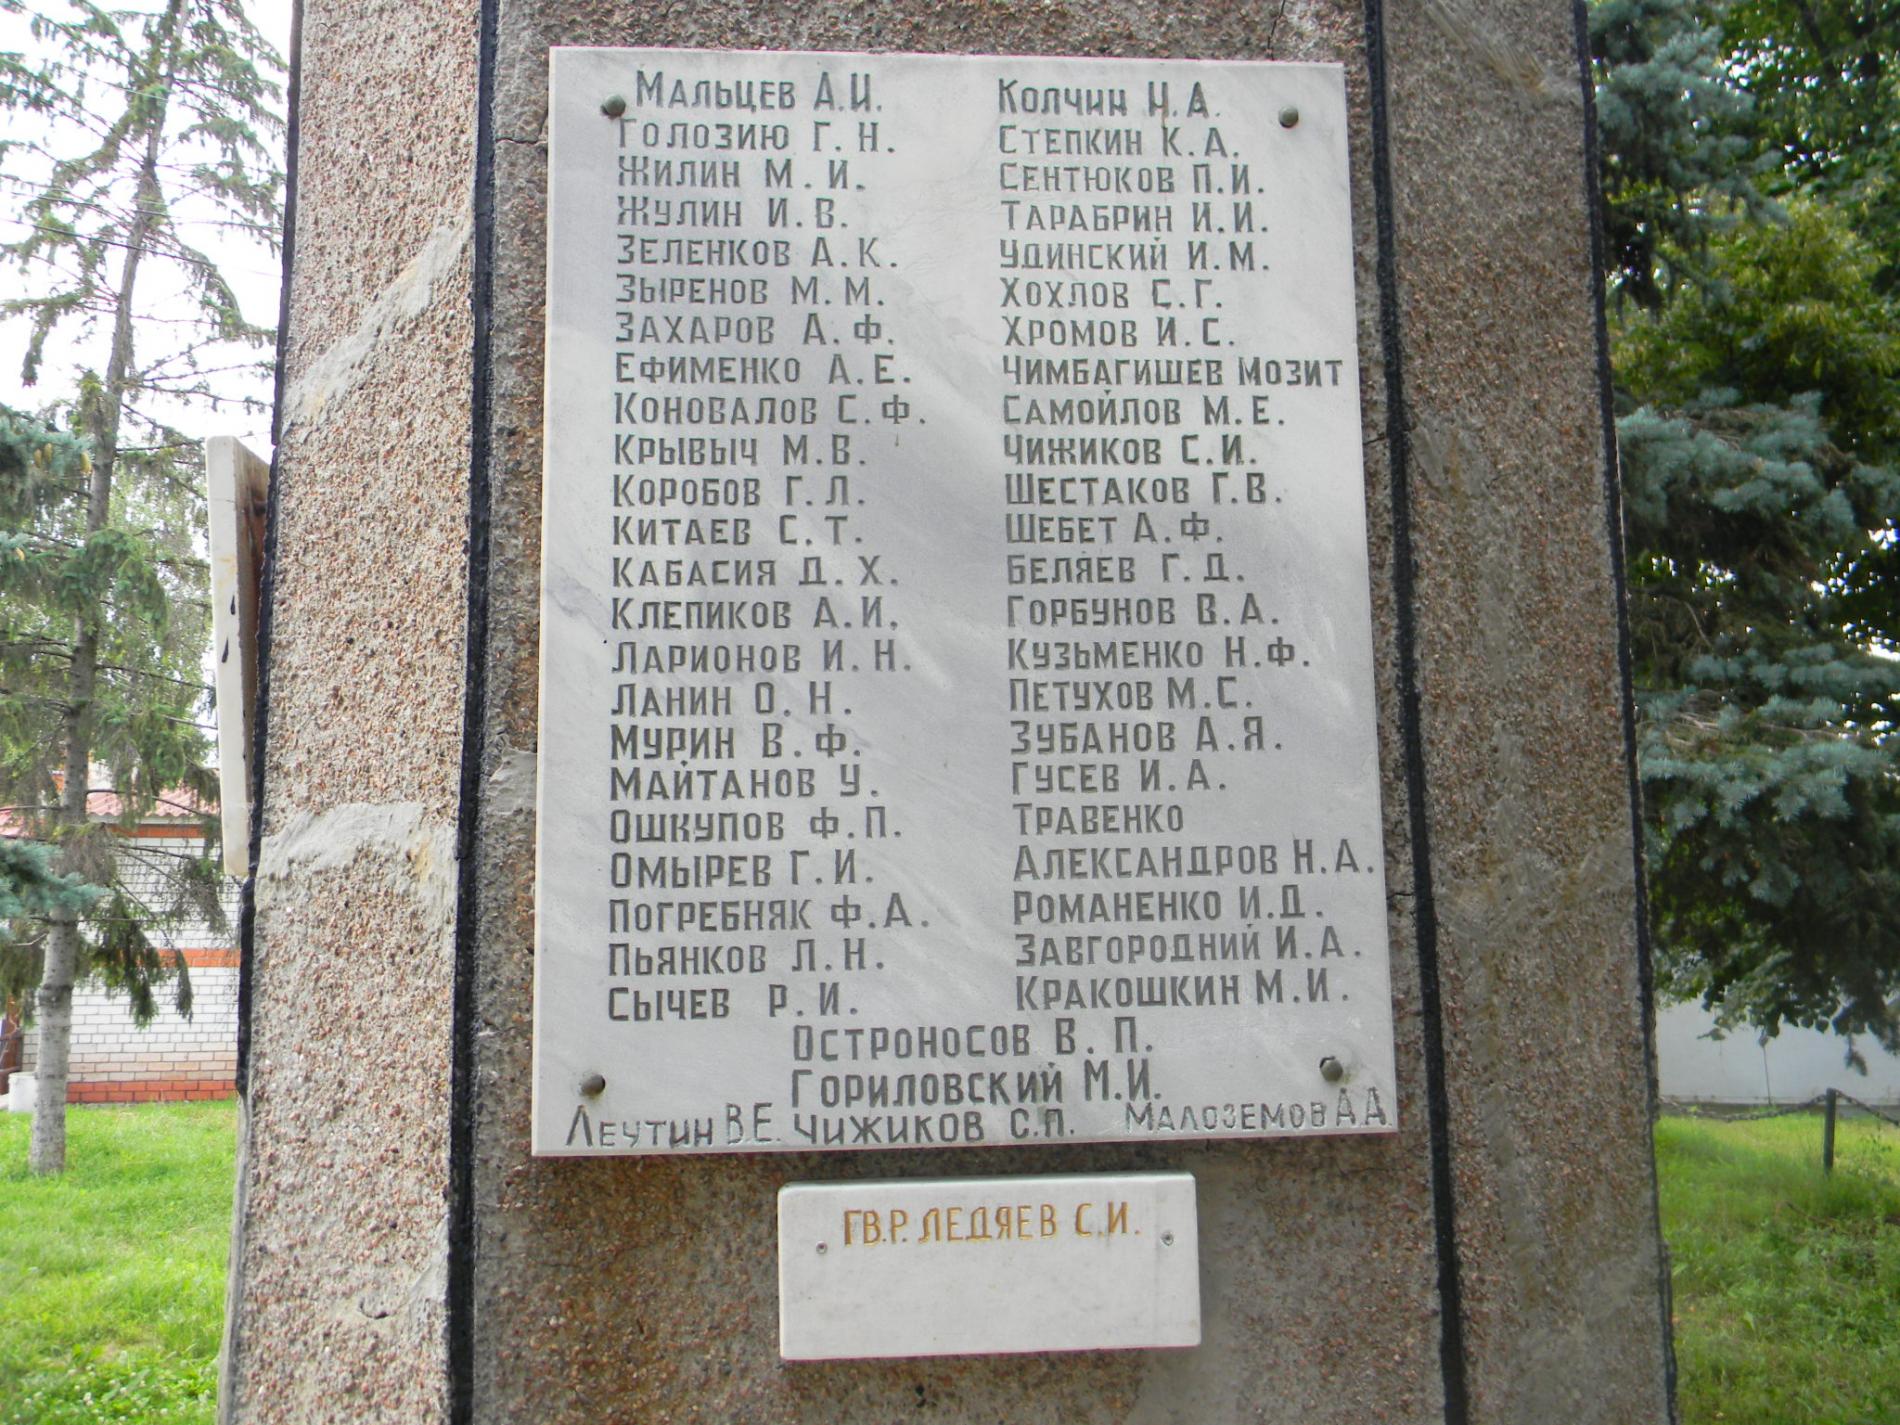 Мальцев А.И.
Голозию Г.Н.
Жилин М.И.
Жулин И.В.
Зеленков А.К.
Зыренов М.М.
Захаров А.Ф.
Ефименко А.Е.
Коновалов С.Ф.
Крывыч М.В.
Коробов Г.Л.
Китаев С.Т.
Кабасия Д.Х.
Клепиков А.И.
Ларионов И.Н.
Ланин О.Н.
Мурин В.Ф.
Майтанов У.
Ошкупов Ф.П.
Омырев Г.И.
Погребняк Ф.А.
Пьянков Л.Н.
Сычев Р.И.
Колчин И.А.
Степкин К.А.
Сентюков П.И.
Тарабрин И.И.
Удинский И.М.
Хохлов С.Г.
Хромов И.С.
Чимбагишев Мозит
Самойлов М.Е.
Чижиков С.И.
Шестаков Г.В.
Шебет А.Ф.
Беляев Г.Д.
Горбунов В.А.
Кузьменко Н.Ф.
Петухов М.С.
Зубанов А.Я.
Гусев И.А.
Травенко
Александров Н.А.
Романенко И.Д.
Завгородний И.А.
Кракошкин М.И.
Остроносов В.П.
Гориловский М.И.
Леутин В.Е. Чижиков С.П. Малоземов А.А
ГВ.Р. ЛЕДЯЕВ С.И.